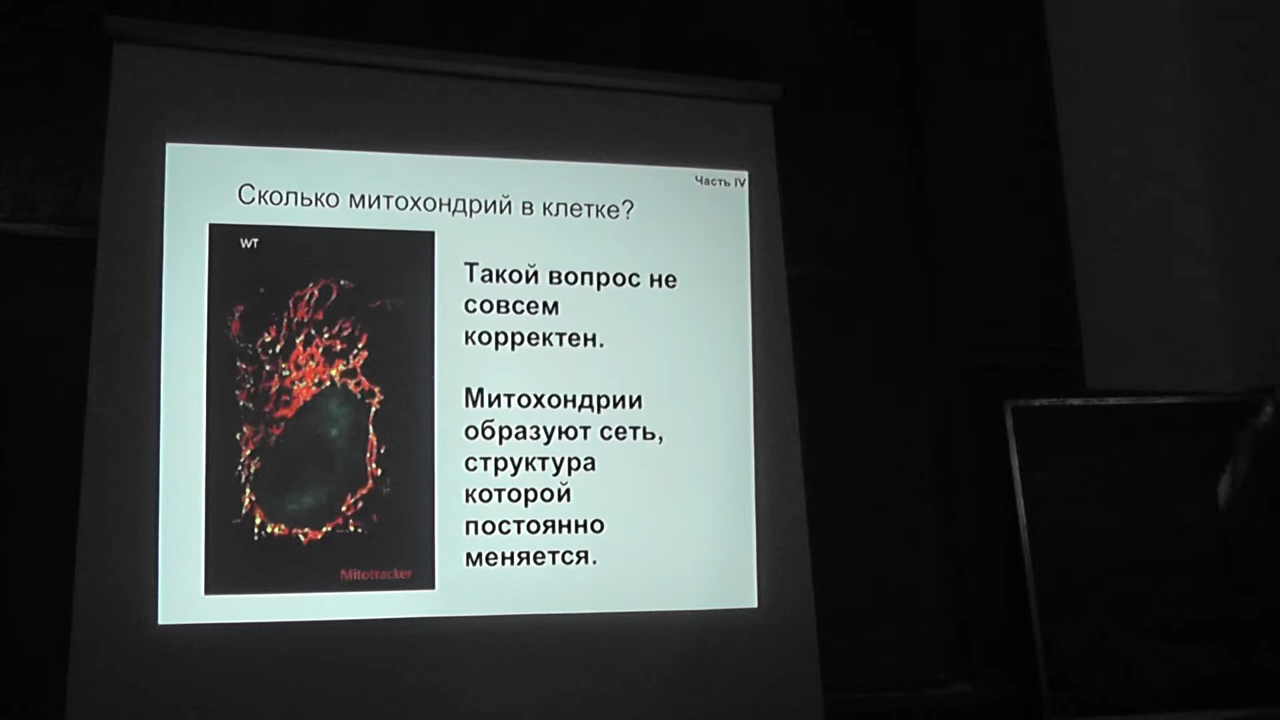 Часть IV
Сколько митохондрий в клетке?
WT
Такой вопрос не
совсем
корректен.
Митохондрии
образуют сеть,
структура
которой
постоянно
меняется.
Mitotracker